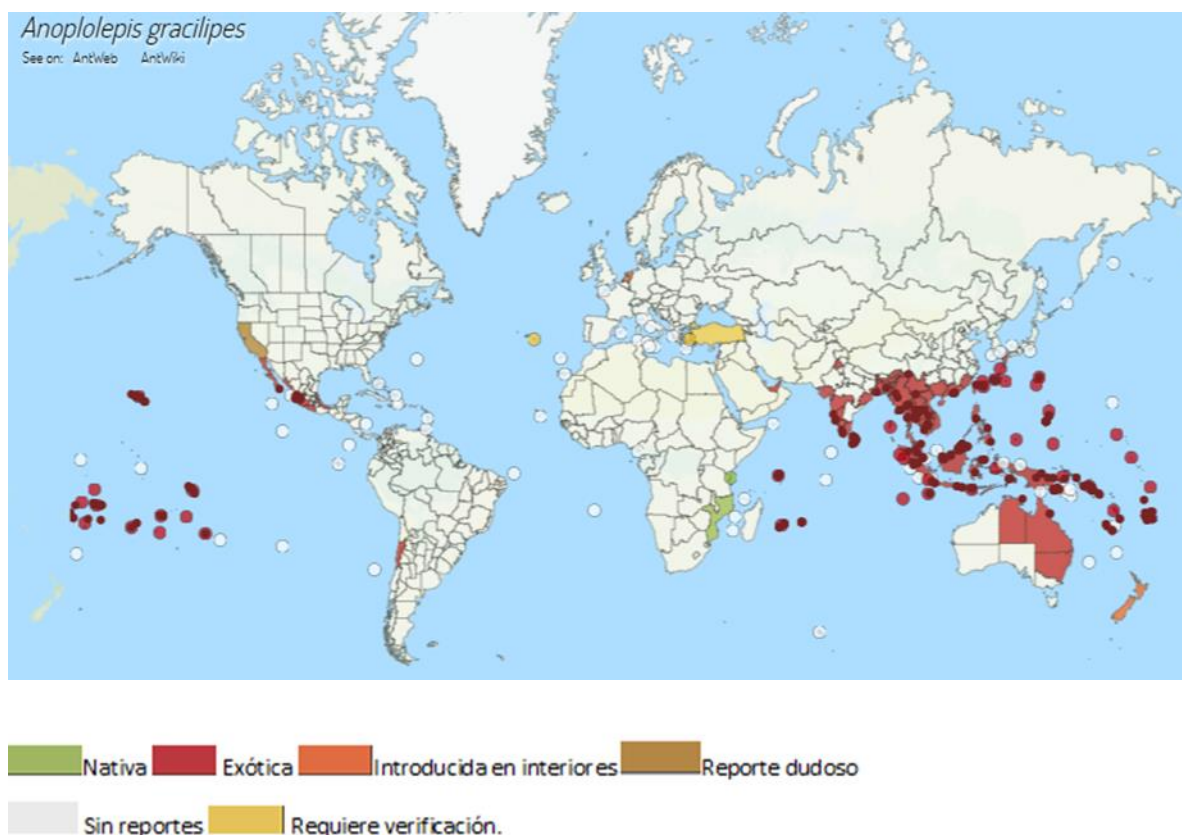 Anoplolepis gracilipes
See on: AntWeb AntWiki
Nativa Exótica Introducida en interiores Reporte dudoso
Sin reportes Requiere verificación.